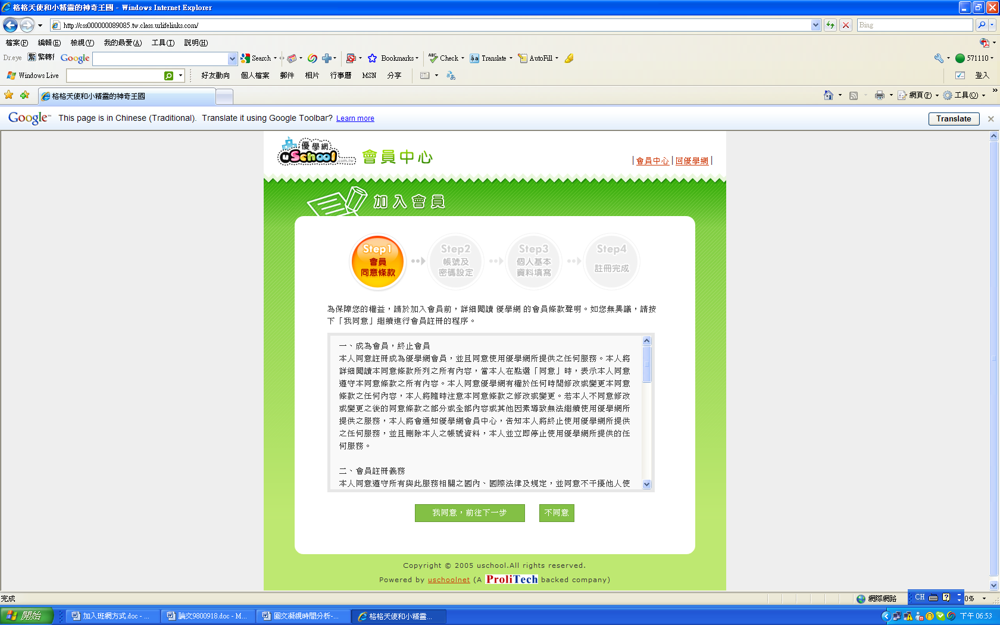 格格天使和小精靈的神奇王國 - Windows Internet Explorer
http://css000000089085.tw.class.urlifelinks.com/
Bing
檔案(F) 編輯(E) 檢視(V) 我的最愛(A) 工具(T) 說明(H)
Dr.eye 繁 繁轉 Google Search Bookmarks Check Translate AutoFill 571110
Windows Live 好友動向 個人檔案 郵件 相片 行事曆 MSN 分享 登入
格格天使和小精靈的神奇王國 網頁(P) 工具(O)
Google™ This page is in Chinese (Traditional). Translate it using Google Toolbar? Learn more Translate
優學網 uSchool.com.tw 會員中心
|會員中心|回優學網|
加入會員
Step1 會員 同意條款
Step2 帳號及 密碼設定
Step3 個人基本 資料填寫
Step4 註冊完成
為保障您的權益，請於加入會員前，詳細閱讀 優學網 的會員條款聲明。如您無異議，請按
下「我同意」繼續進行會員註冊的程序。
一、成為會員，終止會員
本人同意註冊成為優學網會員，並且同意使用優學網所提供之任何服務。本人將
詳細閱讀本同意條款所列之所有內容，當本人在點選「同意」時，表示本人同意
遵守本同意條款之所有內容。本人同意優學網有權於任何時間修改或變更本同意
條款之任何內容，本人將隨時注意本同意條款之修改或變更。若本人不同意修改
或變更之後的同意條款之部分或全部內容或其他因素導致無法繼續使用優學網所
提供之服務，本人將會通知優學網會員中心，告知本人將終止使用優學網所提供
之任何服務，並且刪除本人之帳號資料，本人並立即停止使用優學網所提供的任
何服務。
二、會員註冊義務
本人同意遵守所有與此服務相關之國內、國際法律及規定，並同意不干擾他人使
我同意，前往下一步 不同意
Copyright © 2005 uschool.All rights reserved.
Powered by uschoolnet (A ProliTech backed company)
完成 網際網路 CH 0%
開始 加入班網方式.doc - ... 論文9800918.doc - M... 圖文凝視時間分析-... 格格天使和小精靈... 下午 06:53